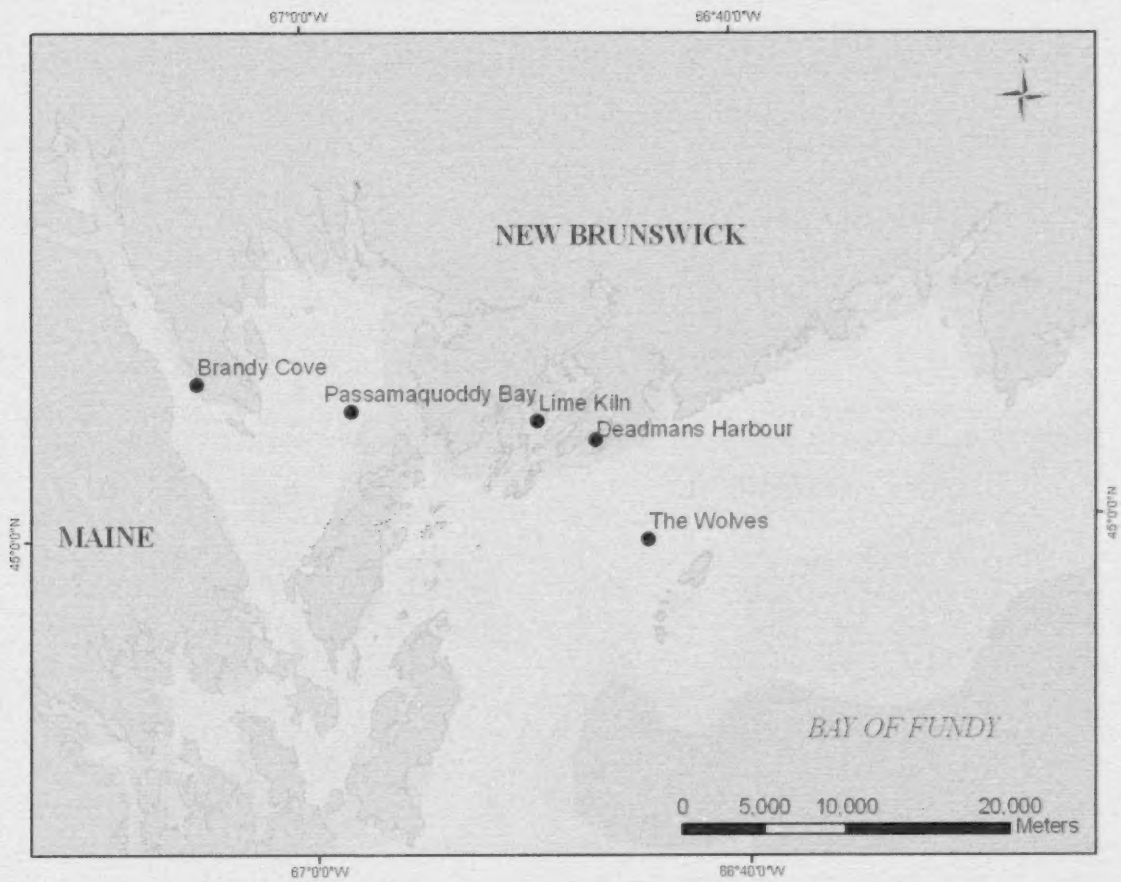 67°0'0"W
66°40'0"W
N
NEW BRUNSWICK
Brandy Cove
Passamaquoddy Bay
Lime Kiln
Deadmans Harbour
The Wolves
MAINE
45°0'0"N
45°0'0"N
BAY OF FUNDY
0 5,000 10,000 20,000
Meters
67°0'0"W
66°40'0"W